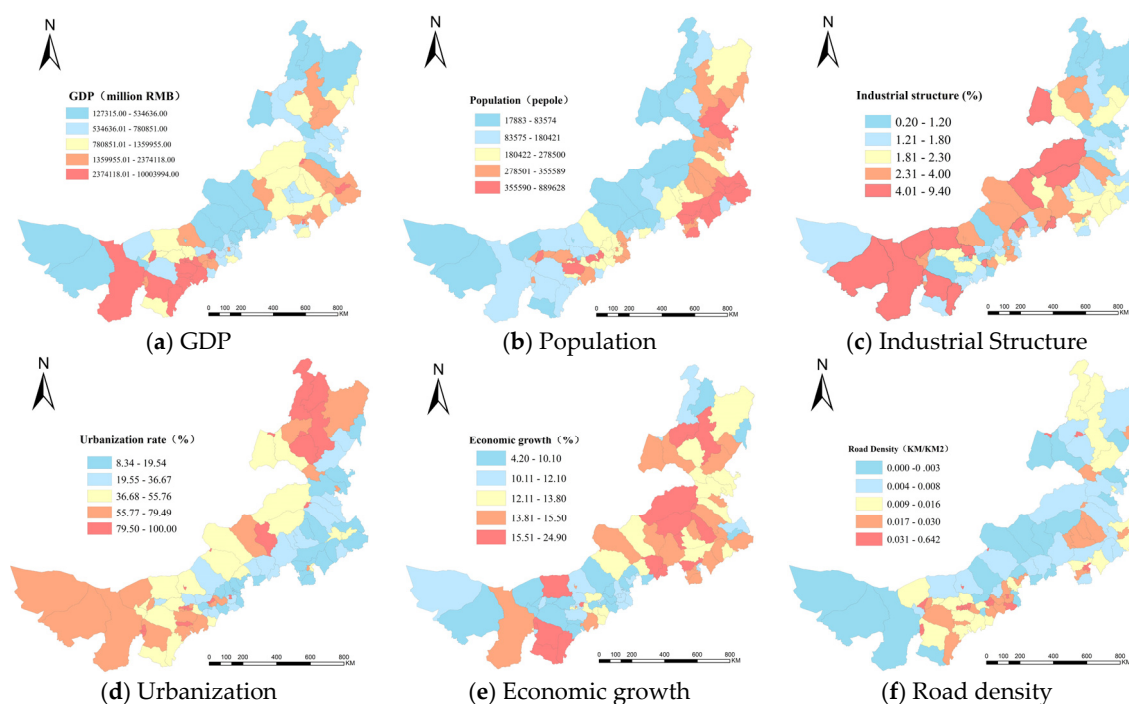 N
GDP（million RMB）
127315.00 - 534636.00
534636.01 - 780851.00
780851.01 - 1359955.00
1359955.01 - 2374118.00
2374118.01 - 10003994.00
0 200 400 600 800
KM
(a) GDP
N
Population（pepole）
17883 - 83574
83575 - 180421
180422 - 278500
278501 - 355589
355590 - 889628
0 200 400 600 800
KM
(b) Population
N
Industrial structure (%)
0.20 - 1.20
1.21 - 1.80
1.81 - 2.30
2.31 - 4.00
4.01 - 9.40
0 200 400 600 800
KM
(c) Industrial Structure
N
Urbanization rate（%）
8.34 - 19.54
19.55 - 36.67
36.68 - 55.76
55.77 - 79.49
79.50 - 100.00
0 200 400 600 800
KM
(d) Urbanization
N
Economic growth（%）
4.20 - 10.10
10.11 - 12.10
12.11 - 13.80
13.81 - 15.50
15.51 - 24.90
0 200 400 600 800
KM
(e) Economic growth
N
Road Density（KM/KM2）
0.000 -0 .003
0.004 - 0.008
0.009 - 0.016
0.017 - 0.030
0.031 - 0.642
0 200 400 600 800
KM
(f) Road density